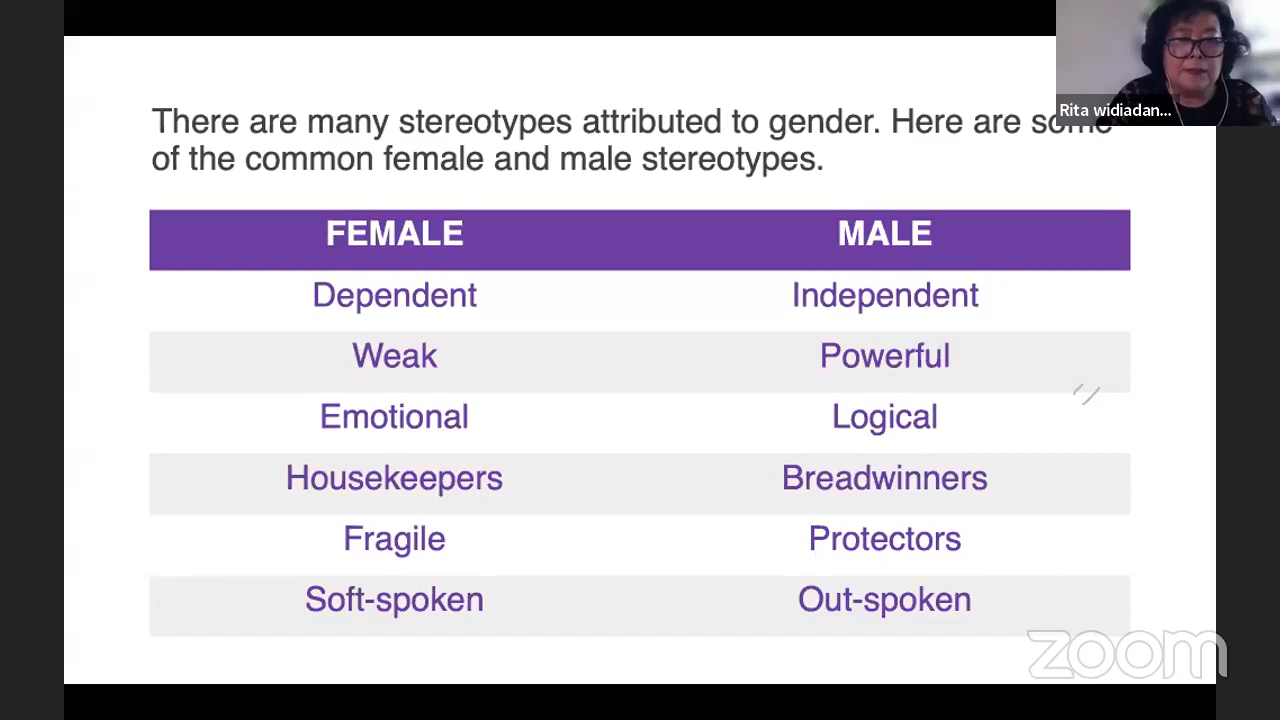 There are many stereotypes attributed to gender. Here are some
of the common female and male stereotypes.
Rita widiadan...
FEMALE MALE
Dependent Independent
Weak Powerful
Emotional Logical
Housekeepers Breadwinners
Fragile Protectors
Soft-spoken Out-spoken
zoom